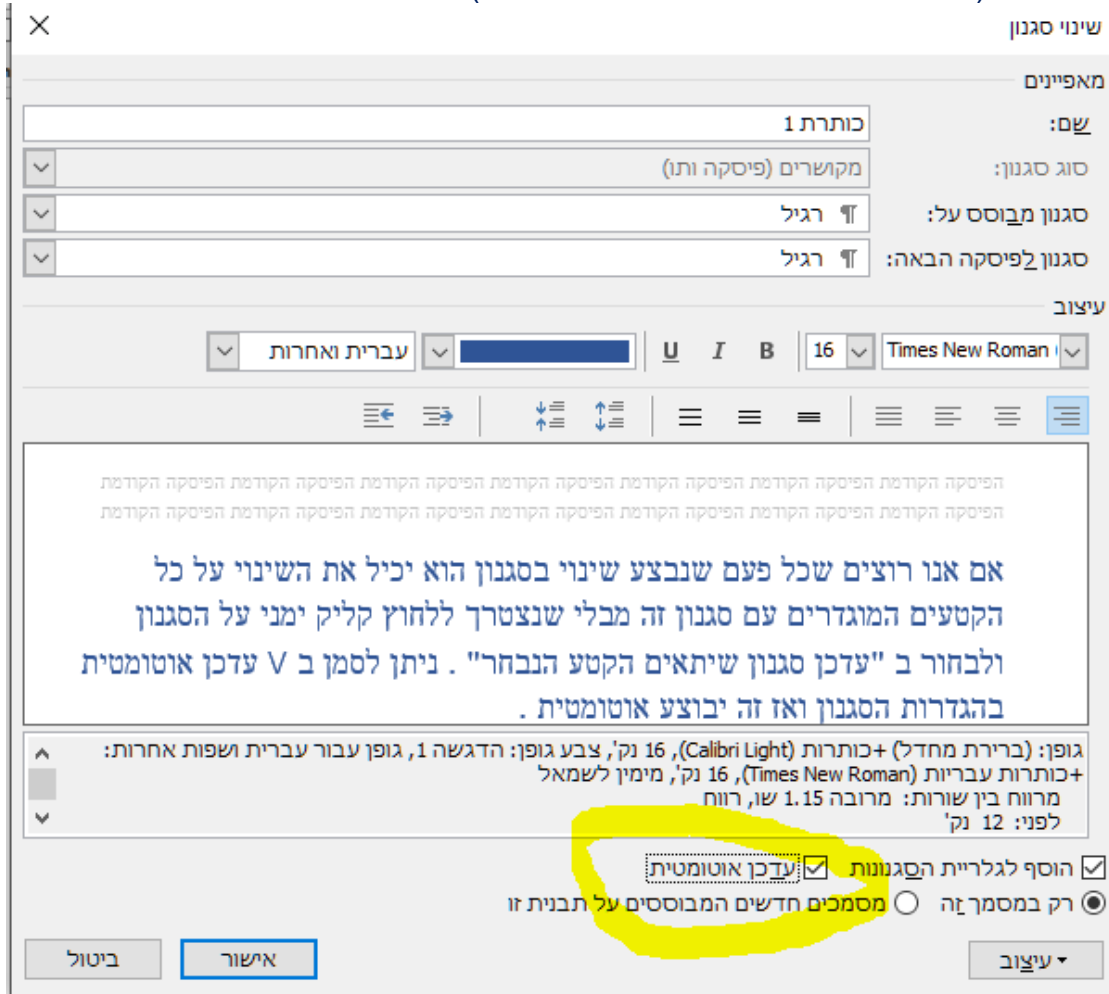 שינוי סגנון
מאפיינים
שם: כותרת 1
סוג סגנון: מקושרים (פיסקה ותו)
סגנון מבוסס על: ¶ רגיל
סגנון לפיסקה הבאה: ¶ רגיל
עיצוב
Times New Roman 16 B I U עברית ואחרות
הפיסקה הקודמת הפיסקה הקודמת הפיסקה הקודמת הפיסקה הקודמת הפיסקה הקודמת הפיסקה הקודמת
הפיסקה הקודמת הפיסקה הקודמת הפיסקה הקודמת הפיסקה הקודמת הפיסקה הקודמת הפיסקה הקודמת
אם אנו רוצים שכל פעם שנבצע שינוי בסגנון הוא יכיל את השינוי על כל
הקטעים המוגדרים עם סגנון זה מבלי שנצטרך ללחוץ קליק ימני על הסגנון
ולבחור ב "עדכן סגנון שיתאים הקטע הנבחר" . ניתן לסמן ב V עדכן אוטומטית
בהגדרות הסגנון ואז זה יבוצע אוטומטית .
גופן: (ברירת מחדל) +כותרות (Calibri Light), 16 נק', צבע גופן: הדגשה 1, גופן עבור עברית ושפות אחרות:
+כותרות עבריות (Times New Roman), 16 נק', מימין לשמאל
מרווח בין שורות: מרובה 1.15 שו, רווח
לפני: 12 נק'
הוסף לגלריית הסגנונות עדכן אוטומטית
רק במסמך זה מסמכים חדשים המבוססים על תבנית זו
עיצוב אישור ביטול